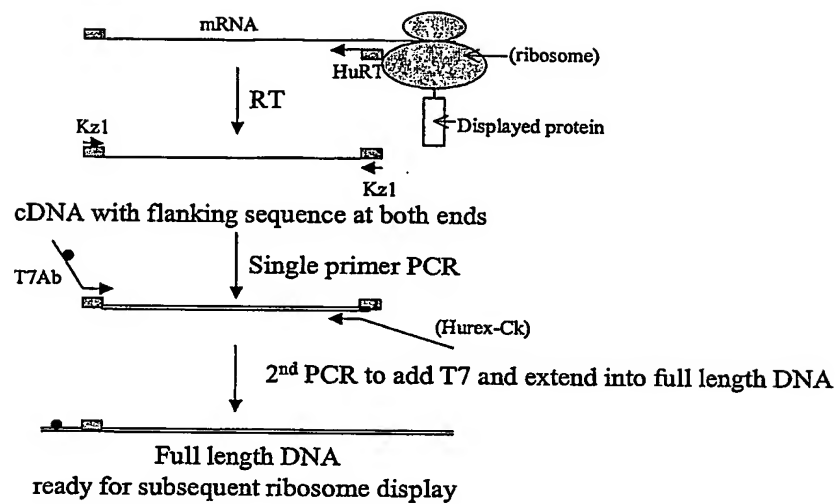 mRNA
(ribosome)
HuRT
RT
Displayed protein
Kz1
Kz1
cDNA with flanking sequence at both ends
T7Ab
Single primer PCR
(Hurex-Ck)
2nd PCR to add T7 and extend into full length DNA
Full length DNA
ready for subsequent ribosome display